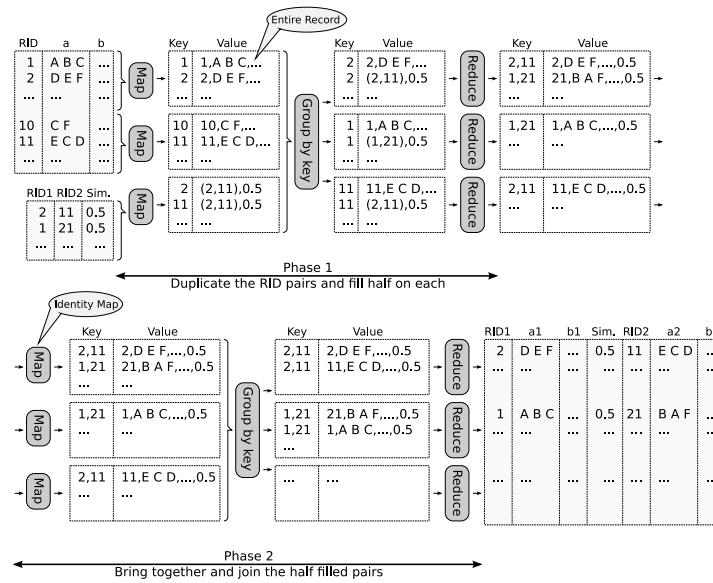 Entire Record
RID a b
1 A B C ...
2 D E F ...
... ... ...
10 C F ...
11 E C D ...
... ... ...
RID1 RID2 Sim.
2 11 0.5
1 21 0.5
... ... ...
Map
Map
Map
Key Value
1 1,A B C,...
2 2,D E F,...
... ...
10 10,C F,...
11 11,E C D,...
... ...
2 (2,11),0.5
11 (2,11),0.5
... ...
Group by key
Key Value
2 2,D E F,...
2 (2,11),0.5
... ...
1 1,A B C,...
1 (1,21),0.5
... ...
11 11,E C D,...
11 (2,11),0.5
... ...
Reduce
Reduce
Reduce
Key Value
2,11 2,D E F,...,0.5
1,21 21,B A F,...,0.5
... ...
1,21 1,A B C,...,0.5
... ...
2,11 11,E C D,...,0.5
... ...
Phase 1
Duplicate the RID pairs and fill half on each
Identity Map
Map
Map
Map
Key Value
2,11 2,D E F,...,0.5
1,21 21,B A F,...,0.5
... ...
1,21 1,A B C,...,0.5
... ...
2,11 11,E C D,...,0.5
... ...
Group by key
Key Value
2,11 2,D E F,...,0.5
2,11 11,E C D,...,0.5
1,21 21,B A F,...,0.5
1,21 1,A B C,...,0.5
...
... ...
Reduce
Reduce
Reduce
RID1 a1 b1 Sim. RID2 a2 b
2 D E F ... 0.5 11 E C D ...
... ... ... ... ... ... ...
1 A B C ... 0.5 21 B A F ...
... ... ... ... ... ... ...
... ... ... ... ... ... ...
Phase 2
Bring together and join the half filled pairs